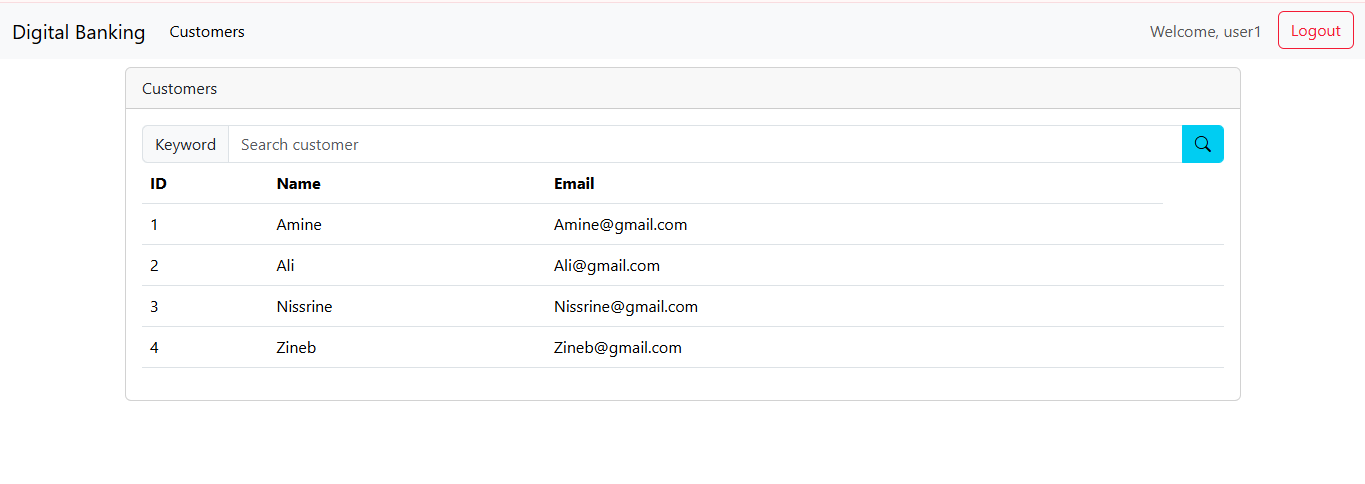 Digital Banking Customers Welcome, user1 Logout
Customers
Keyword Search customer
ID Name Email
1 Amine Amine@gmail.com
2 Ali Ali@gmail.com
3 Nissrine Nissrine@gmail.com
4 Zineb Zineb@gmail.com